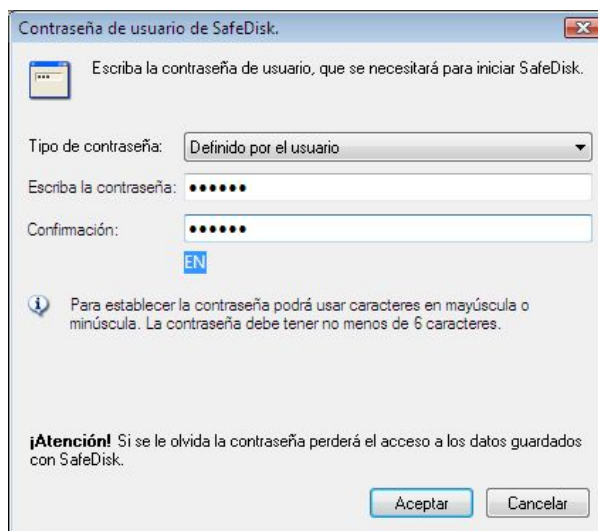 Contraseña de usuario de SafeDisk.
Escriba la contraseña de usuario, que se necesitará para iniciar SafeDisk.
Tipo de contraseña: Definido por el usuario
Escriba la contraseña: ●●●●●●
Confirmación: ●●●●●●
EN
Para establecer la contraseña podrá usar caracteres en mayúscula o
minúscula. La contraseña debe tener no menos de 6 caracteres.
¡Atención! Si se le olvida la contraseña perderá el acceso a los datos guardados
con SafeDisk.
Aceptar Cancelar